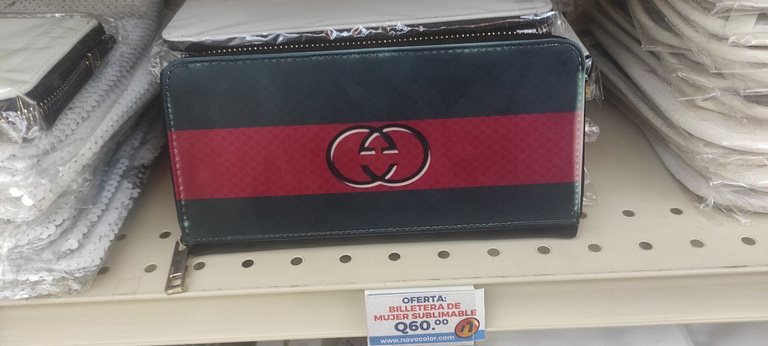 OFERTA:
BILLETERA DE
MUJER SUBLIMABLE
Q60.00
www.novocolor.com